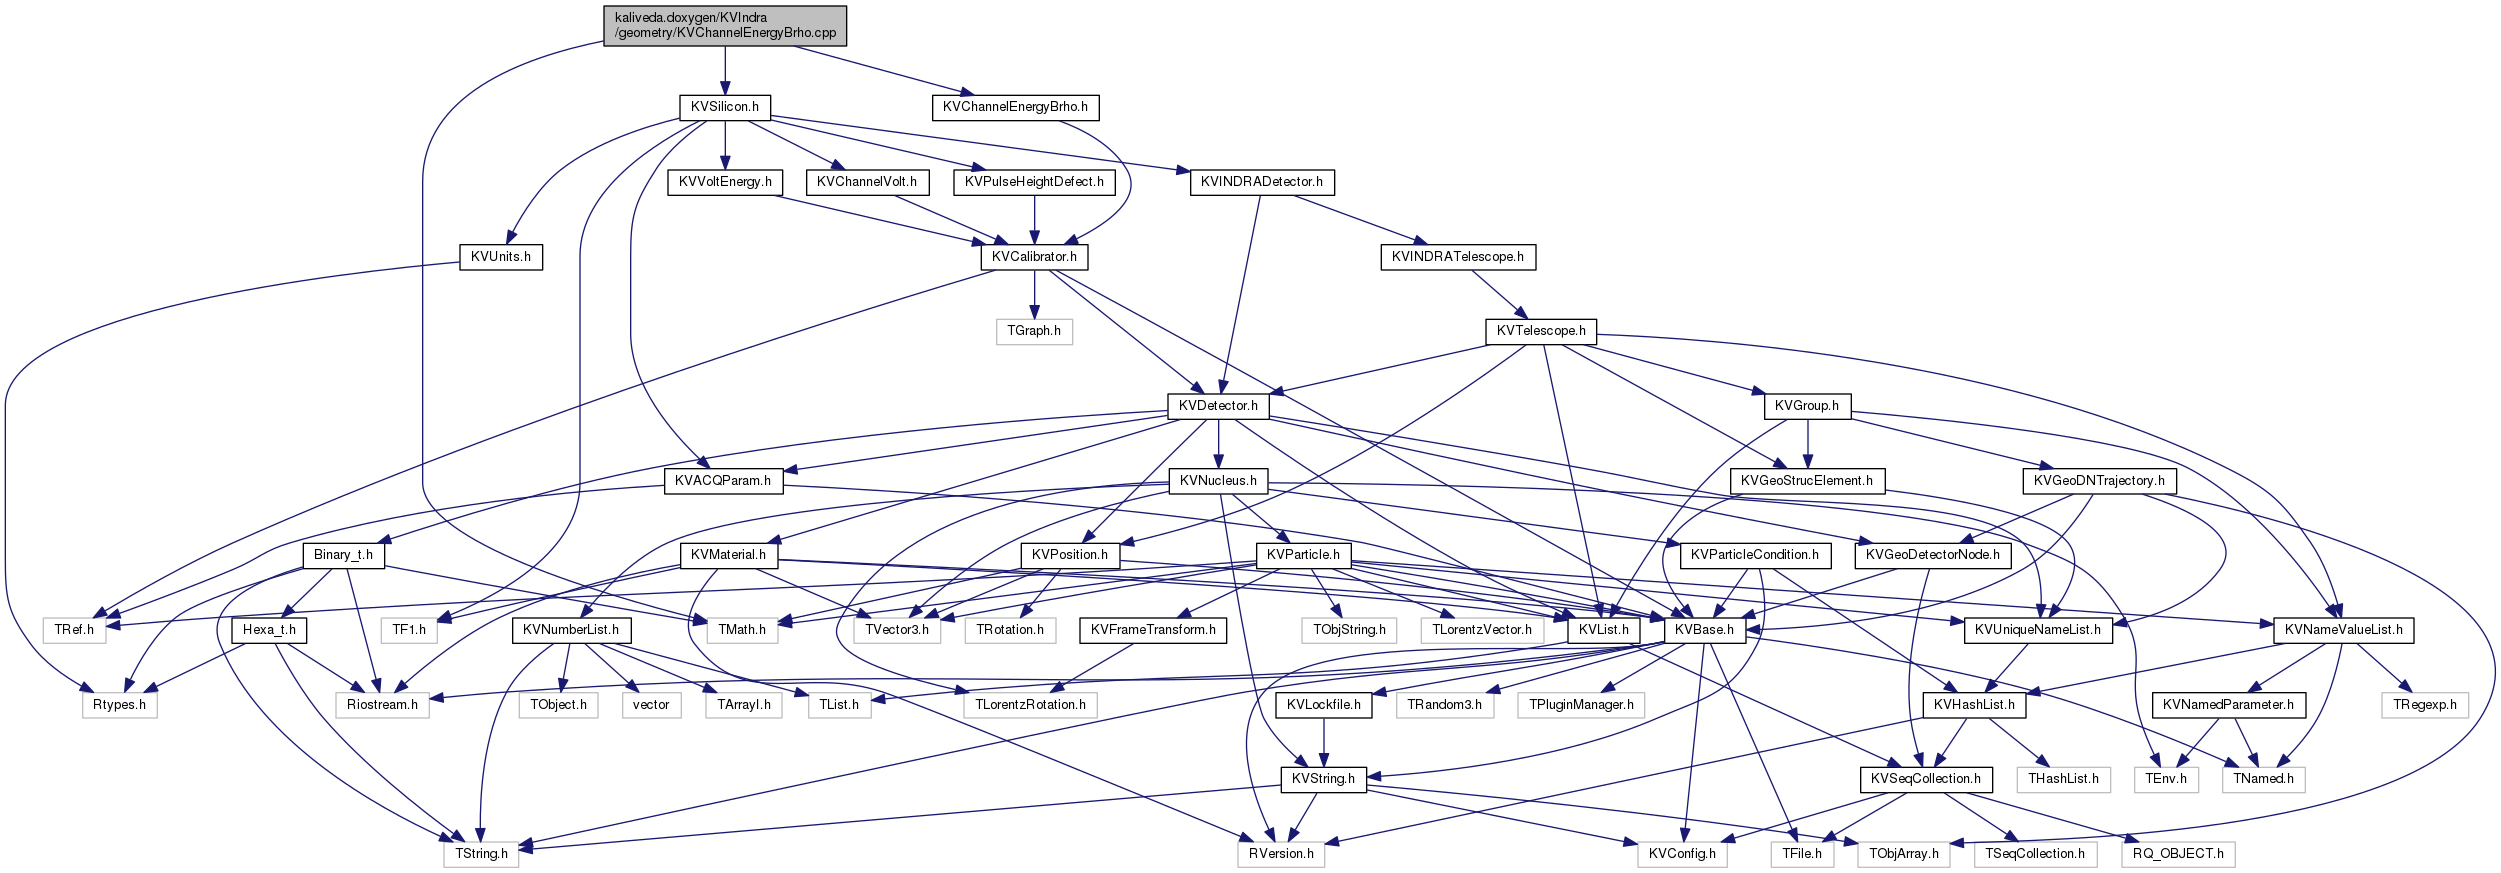 kaliveda.doxygen/KVIndra
/geometry/KVChannelEnergyBrho.cpp
KVSilicon.h
KVChannelEnergyBrho.h
KVVoltEnergy.h
KVChannelVolt.h
KVPulseHeightDefect.h
KVINDRADetector.h
KVUnits.h
KVCalibrator.h
KVINDRATelescope.h
TGraph.h
KVTelescope.h
KVDetector.h
KVGroup.h
KVACQParam.h
KVNucleus.h
KVGeoStrucElement.h
KVGeoDNTrajectory.h
Binary_t.h
KVMaterial.h
KVPosition.h
KVParticle.h
KVParticleCondition.h
KVGeoDetectorNode.h
TRef.h
Hexa_t.h
TF1.h
KVNumberList.h
TMath.h
TVector3.h
TRotation.h
KVFrameTransform.h
TObjString.h
TLorentzVector.h
KVList.h
KVBase.h
KVUniqueNameList.h
KVNameValueList.h
Rtypes.h
Riostream.h
TObject.h
vector
TArrayI.h
TList.h
TLorentzRotation.h
KVLockfile.h
TRandom3.h
TPluginManager.h
KVHashList.h
KVNamedParameter.h
TRegexp.h
KVString.h
KVSeqCollection.h
THashList.h
TEnv.h
TNamed.h
TString.h
RVersion.h
KVConfig.h
TFile.h
TObjArray.h
TSeqCollection.h
RQ_OBJECT.h